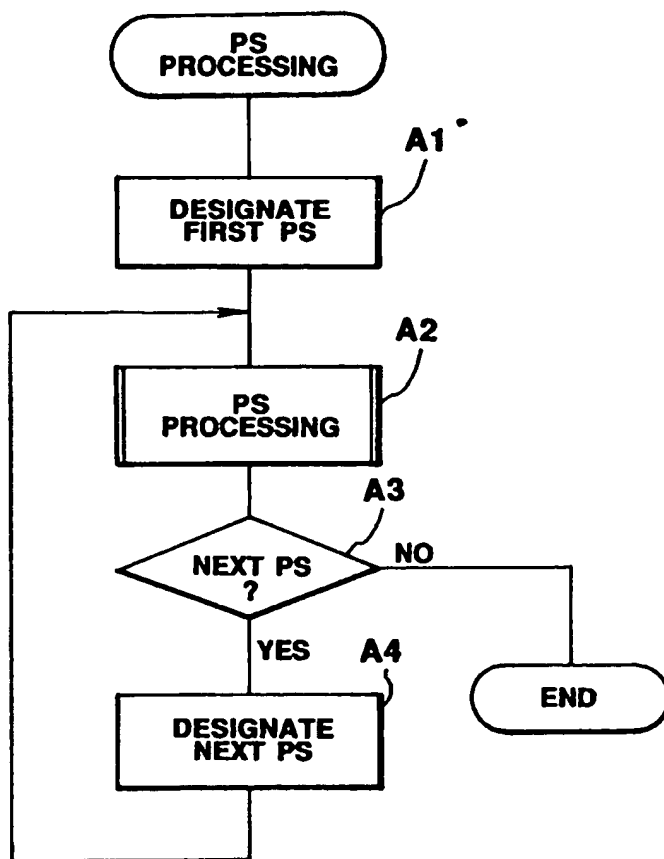 PS
PROCESSING
A1
DESIGNATE
FIRST PS
A2
PS
PROCESSING
A3
NEXT PS
?
NO
YES
A4
DESIGNATE
NEXT PS
END